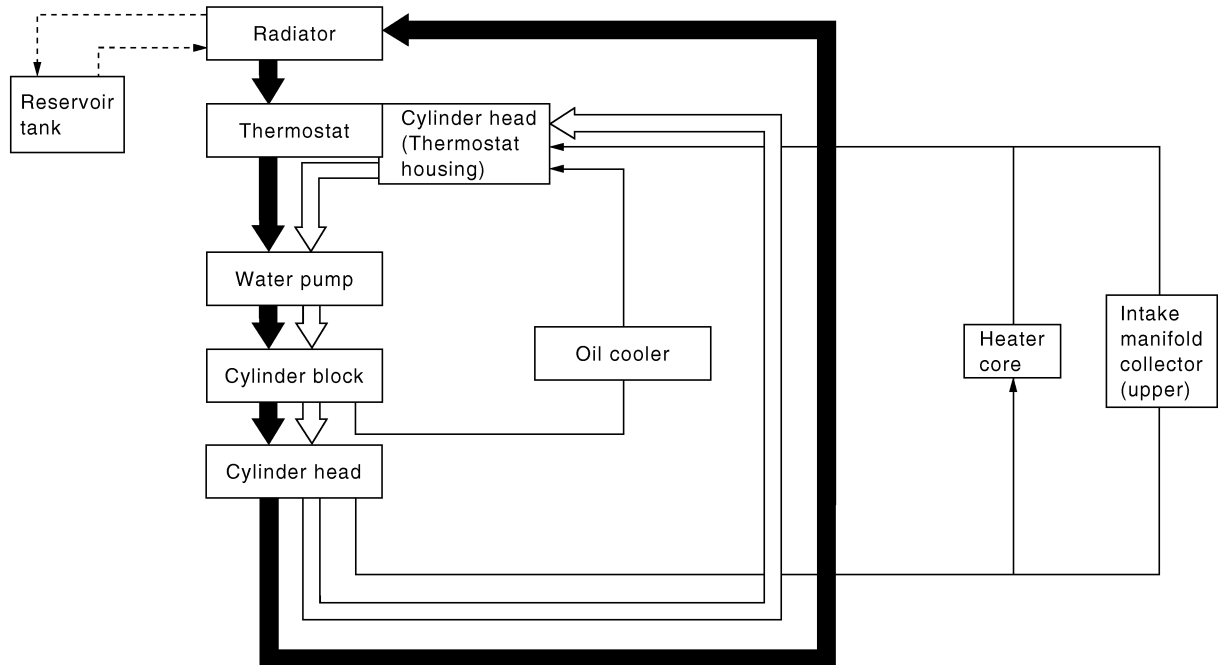 Radiator
Reservoir
tank
Thermostat
Cylinder head
(Thermostat
housing)
Water pump
Cylinder block
Oil cooler
Heater
core
Intake
manifold
collector
(upper)
Cylinder head